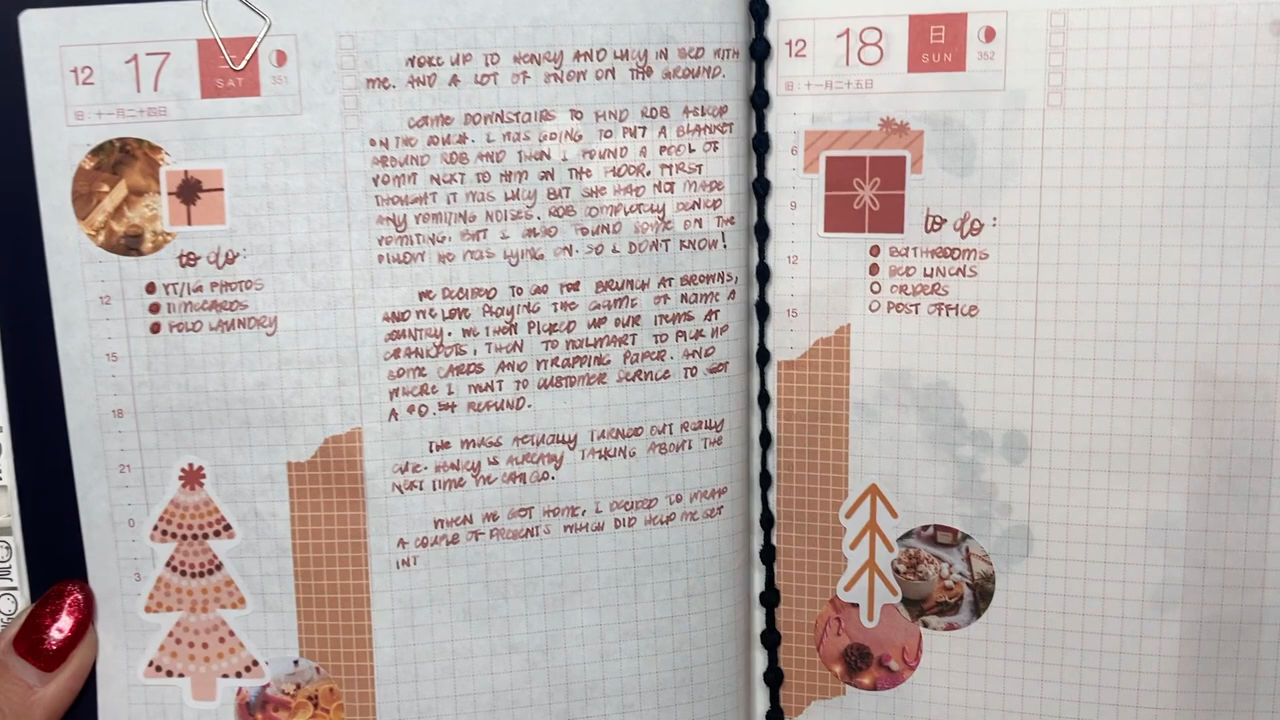 12 17 三 SAT 351
旧:十一月二十四日
to do:
YT/IG PHOTOS
TIMECARDS
FOLD LAUNDRY
12
15
18
21
0
3
WOKE UP TO HENRY AND LUCY IN BED WITH
ME. AND A LOT OF SNOW ON THE GROUND.
CAME DOWNSTAIRS TO FIND ROB ASLEEP
ON THE COUCH. I WAS GOING TO PUT A BLANKET
AROUND ROB AND THEN I FOUND A POOL OF
VOMIT NEXT TO HIM ON THE FLOOR. FIRST
THOUGHT IT WAS LUCY BUT SHE HAD NOT MADE
ANY VOMITING NOISES. ROB COMPLETELY DENIED
VOMITING. BUT I ALSO FOUND SOME ON THE
PILLOW HE WAS LYING ON. SO I DON'T KNOW!
WE DECIDED TO GO FOR BRUNCH AT BROWNS,
AND WE LOVE PLAYING THE GAME OF NAME A
COUNTRY. WE THEN PICKED UP OUR ITEMS AT
CRANKPOTS, THEN TO WALMART TO PICK UP
SOME CARDS AND WRAPPING PAPER. AND
WHERE I WENT TO CUSTOMER SERVICE TO GET
A $0.54 REFUND.
THE MUGS ACTUALLY TURNED OUT REALLY
CUTE. HENRY IS ALREADY TALKING ABOUT THE
NEXT TIME WE CAN GO.
WHEN WE GOT HOME, I DECIDED TO WRAP
A COUPLE OF PRESENTS WHICH DID HELP ME GET
INT
12 18 日 SUN 352
旧:十一月二十五日
6
9
12
15
to do:
BATHROOMS
BED LINENS
ORDERS
POST OFFICE